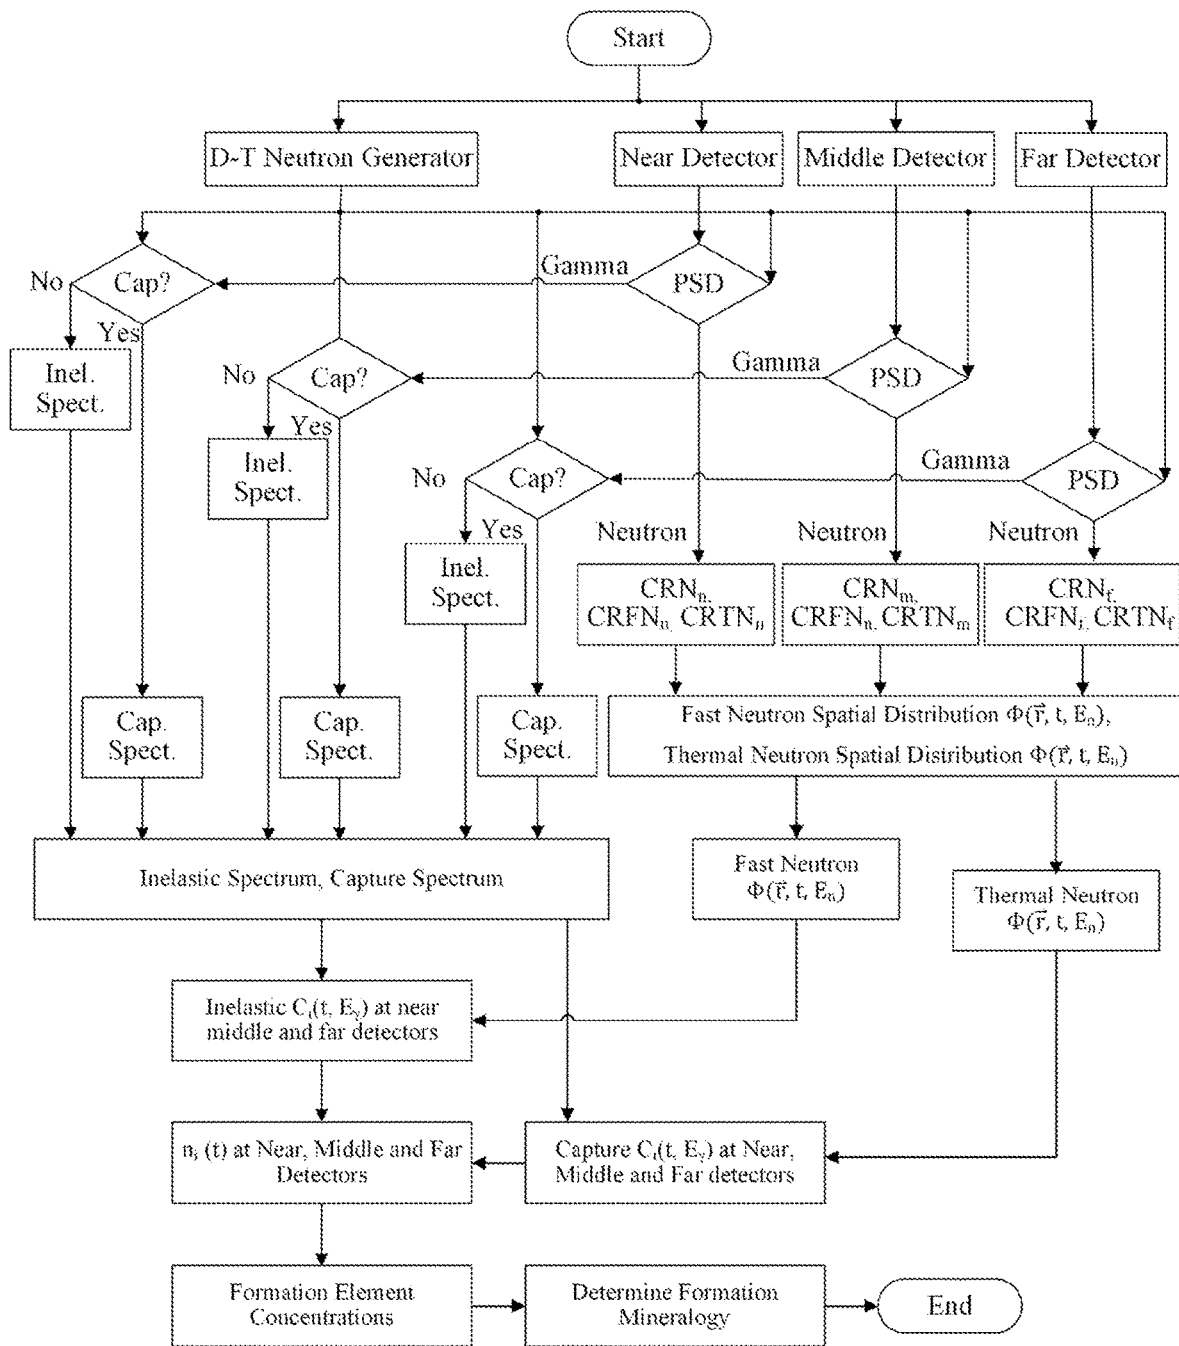 Start
D-T Neutron Generator
Near Detector
Middle Detector
Far Detector
No
Cap?
Gamma
PSD
Yes
Inel.
Spect.
No
Cap?
Gamma
PSD
Yes
Inel.
Spect.
No
Cap?
Gamma
PSD
Yes
Inel.
Spect.
Neutron
Neutron
Neutron
CRNₙ,
CRFNₙ, CRTNₙ
CRNₘ,
CRFNₙ, CRTNₘ
CRN_f,
CRFN_f, CRTN_f
Cap.
Spect.
Cap.
Spect.
Cap.
Spect.
Fast Neutron Spatial Distribution Φ(r⃗, t, Eₙ),
Thermal Neutron Spatial Distribution Φ(r⃗, t, Eₙ)
Inelastic Spectrum, Capture Spectrum
Fast Neutron
Φ(r⃗, t, Eₙ)
Thermal Neutron
Φ(r⃗, t, Eₙ)
Inelastic Cᵢ(t, Eᵧ) at near
middle and far detectors
nᵢ (t) at Near, Middle and Far
Detectors
Capture Cᵢ(t, Eᵧ) at Near,
Middle and Far detectors
Formation Element
Concentrations
Determine Formation
Mineralogy
End